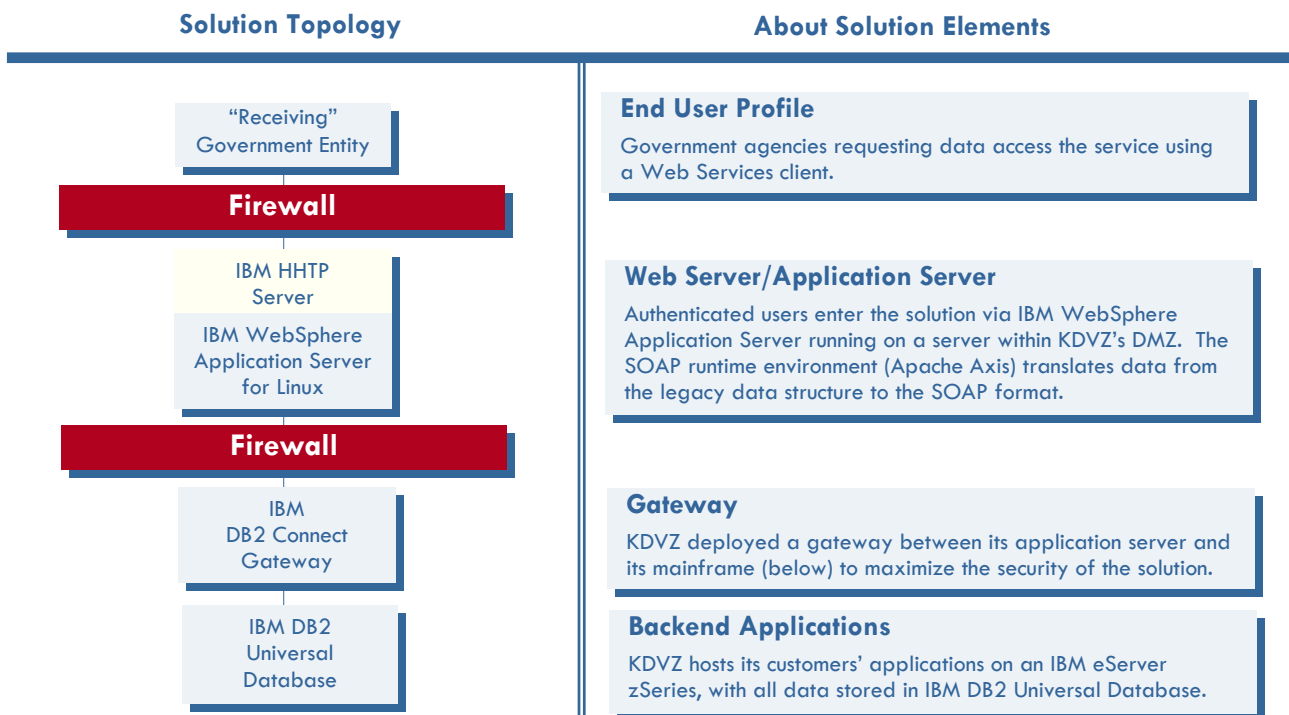 Solution Topology
About Solution Elements
“Receiving”
Government Entity
Firewall
IBM HHTP
Server
IBM WebSphere
Application Server
for Linux
Firewall
IBM
DB2 Connect
Gateway
IBM DB2
Universal
Database
End User Profile
Government agencies requesting data access the service using
a Web Services client.
Web Server/Application Server
Authenticated users enter the solution via IBM WebSphere
Application Server running on a server within KDVZ’s DMZ.  The
SOAP runtime environment (Apache Axis) translates data from
the legacy data structure to the SOAP format.
Gateway
KDVZ deployed a gateway between its application server and
its mainframe (below) to maximize the security of the solution.
Backend Applications
KDVZ hosts its customers’ applications on an IBM eServer
zSeries, with all data stored in IBM DB2 Universal Database.